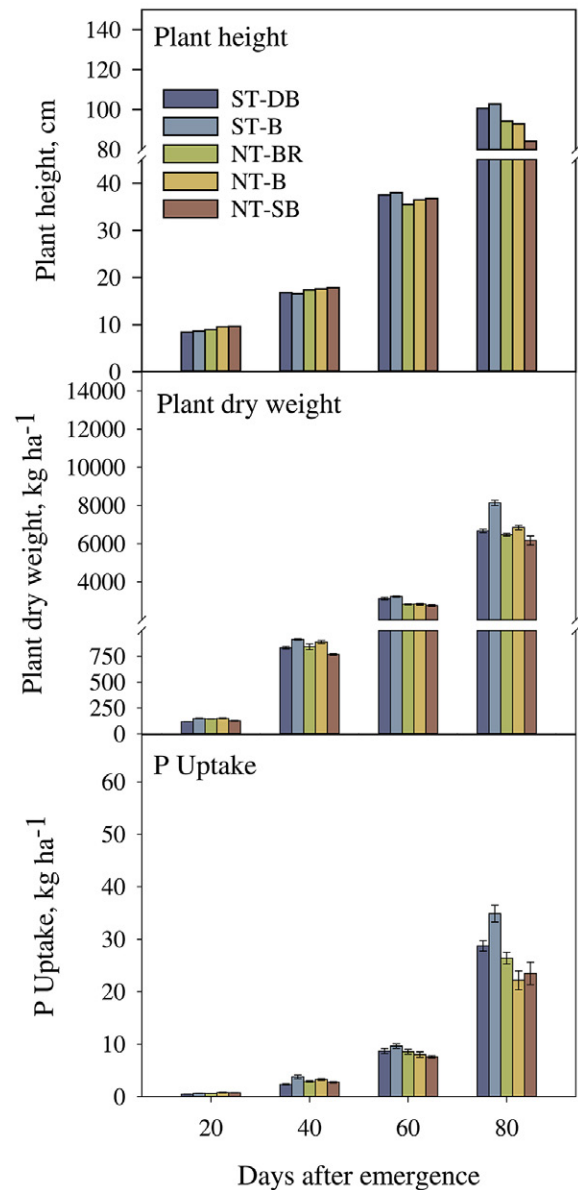 Plant height
140
120
100
80
40
30
20
10
0
Plant height, cm
ST-DB
ST-B
NT-BR
NT-B
NT-SB
Plant dry weight
14000
12000
10000
8000
6000
4000
750
500
250
0
Plant dry weight, kg ha⁻¹
P Uptake
60
50
40
30
20
10
0
P Uptake, kg ha⁻¹
20 40 60 80
Days after emergence